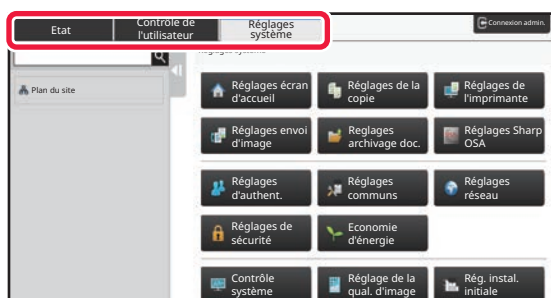 Etat
Contrôle de
l'utilisateur
Réglages
système
Connexion admin.
Plan du site
Réglages écran
d'accueil
Réglages de la
copie
Réglages de
l'imprimante
Réglages envoi
d'image
Reglages
archivage doc.
Réglages Sharp
OSA
Réglages
d'authent.
Réglages
communs
Réglages
réseau
Réglages de
sécurité
Economie
d'énergie
Contrôle
système
Réglage de la
qual. d'image
Rég. instal.
initiale